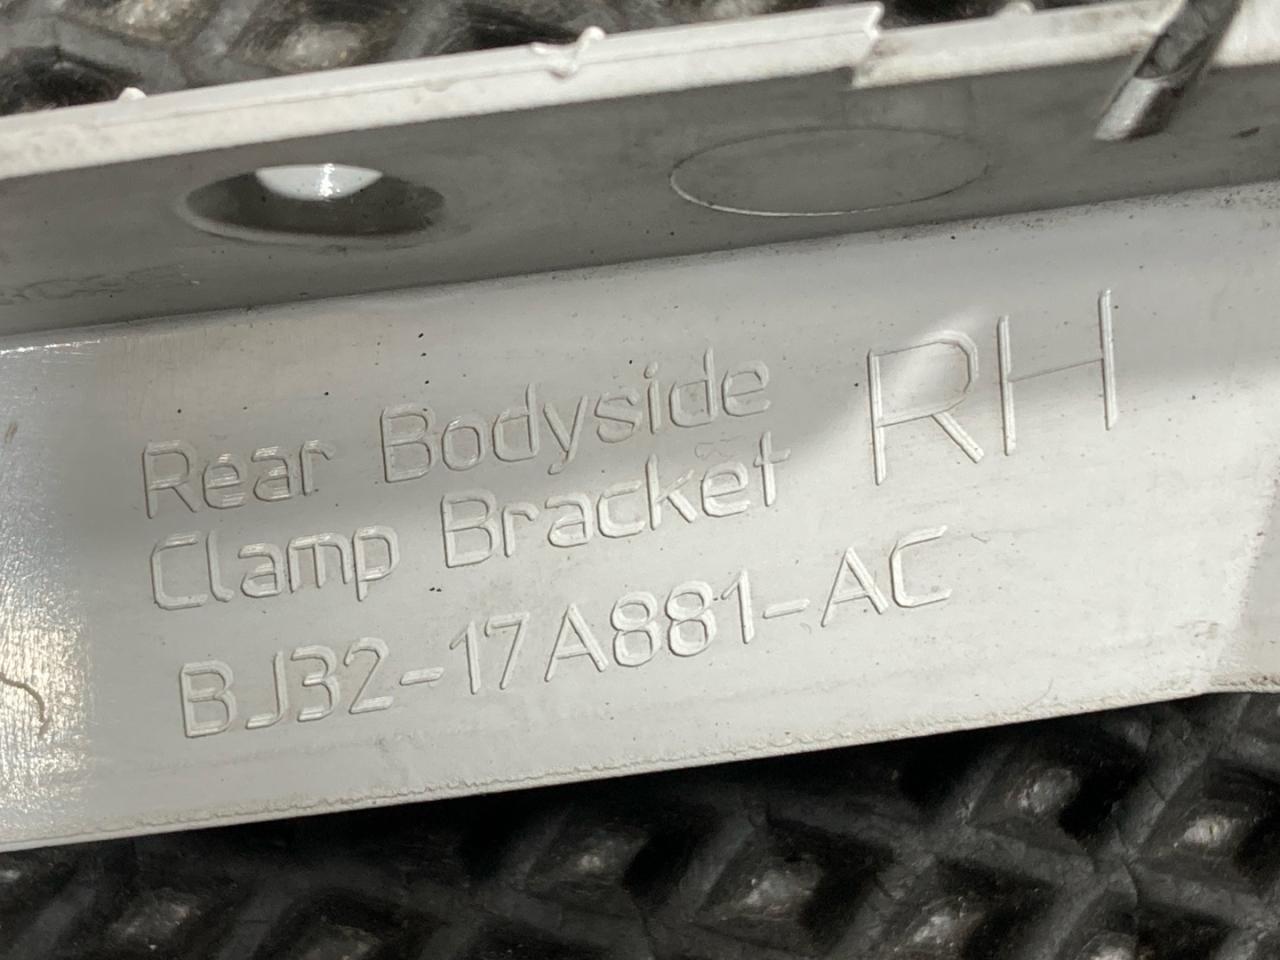 Rear Bodyside
Clamp Bracket
RH
BJ32-17A881-AC